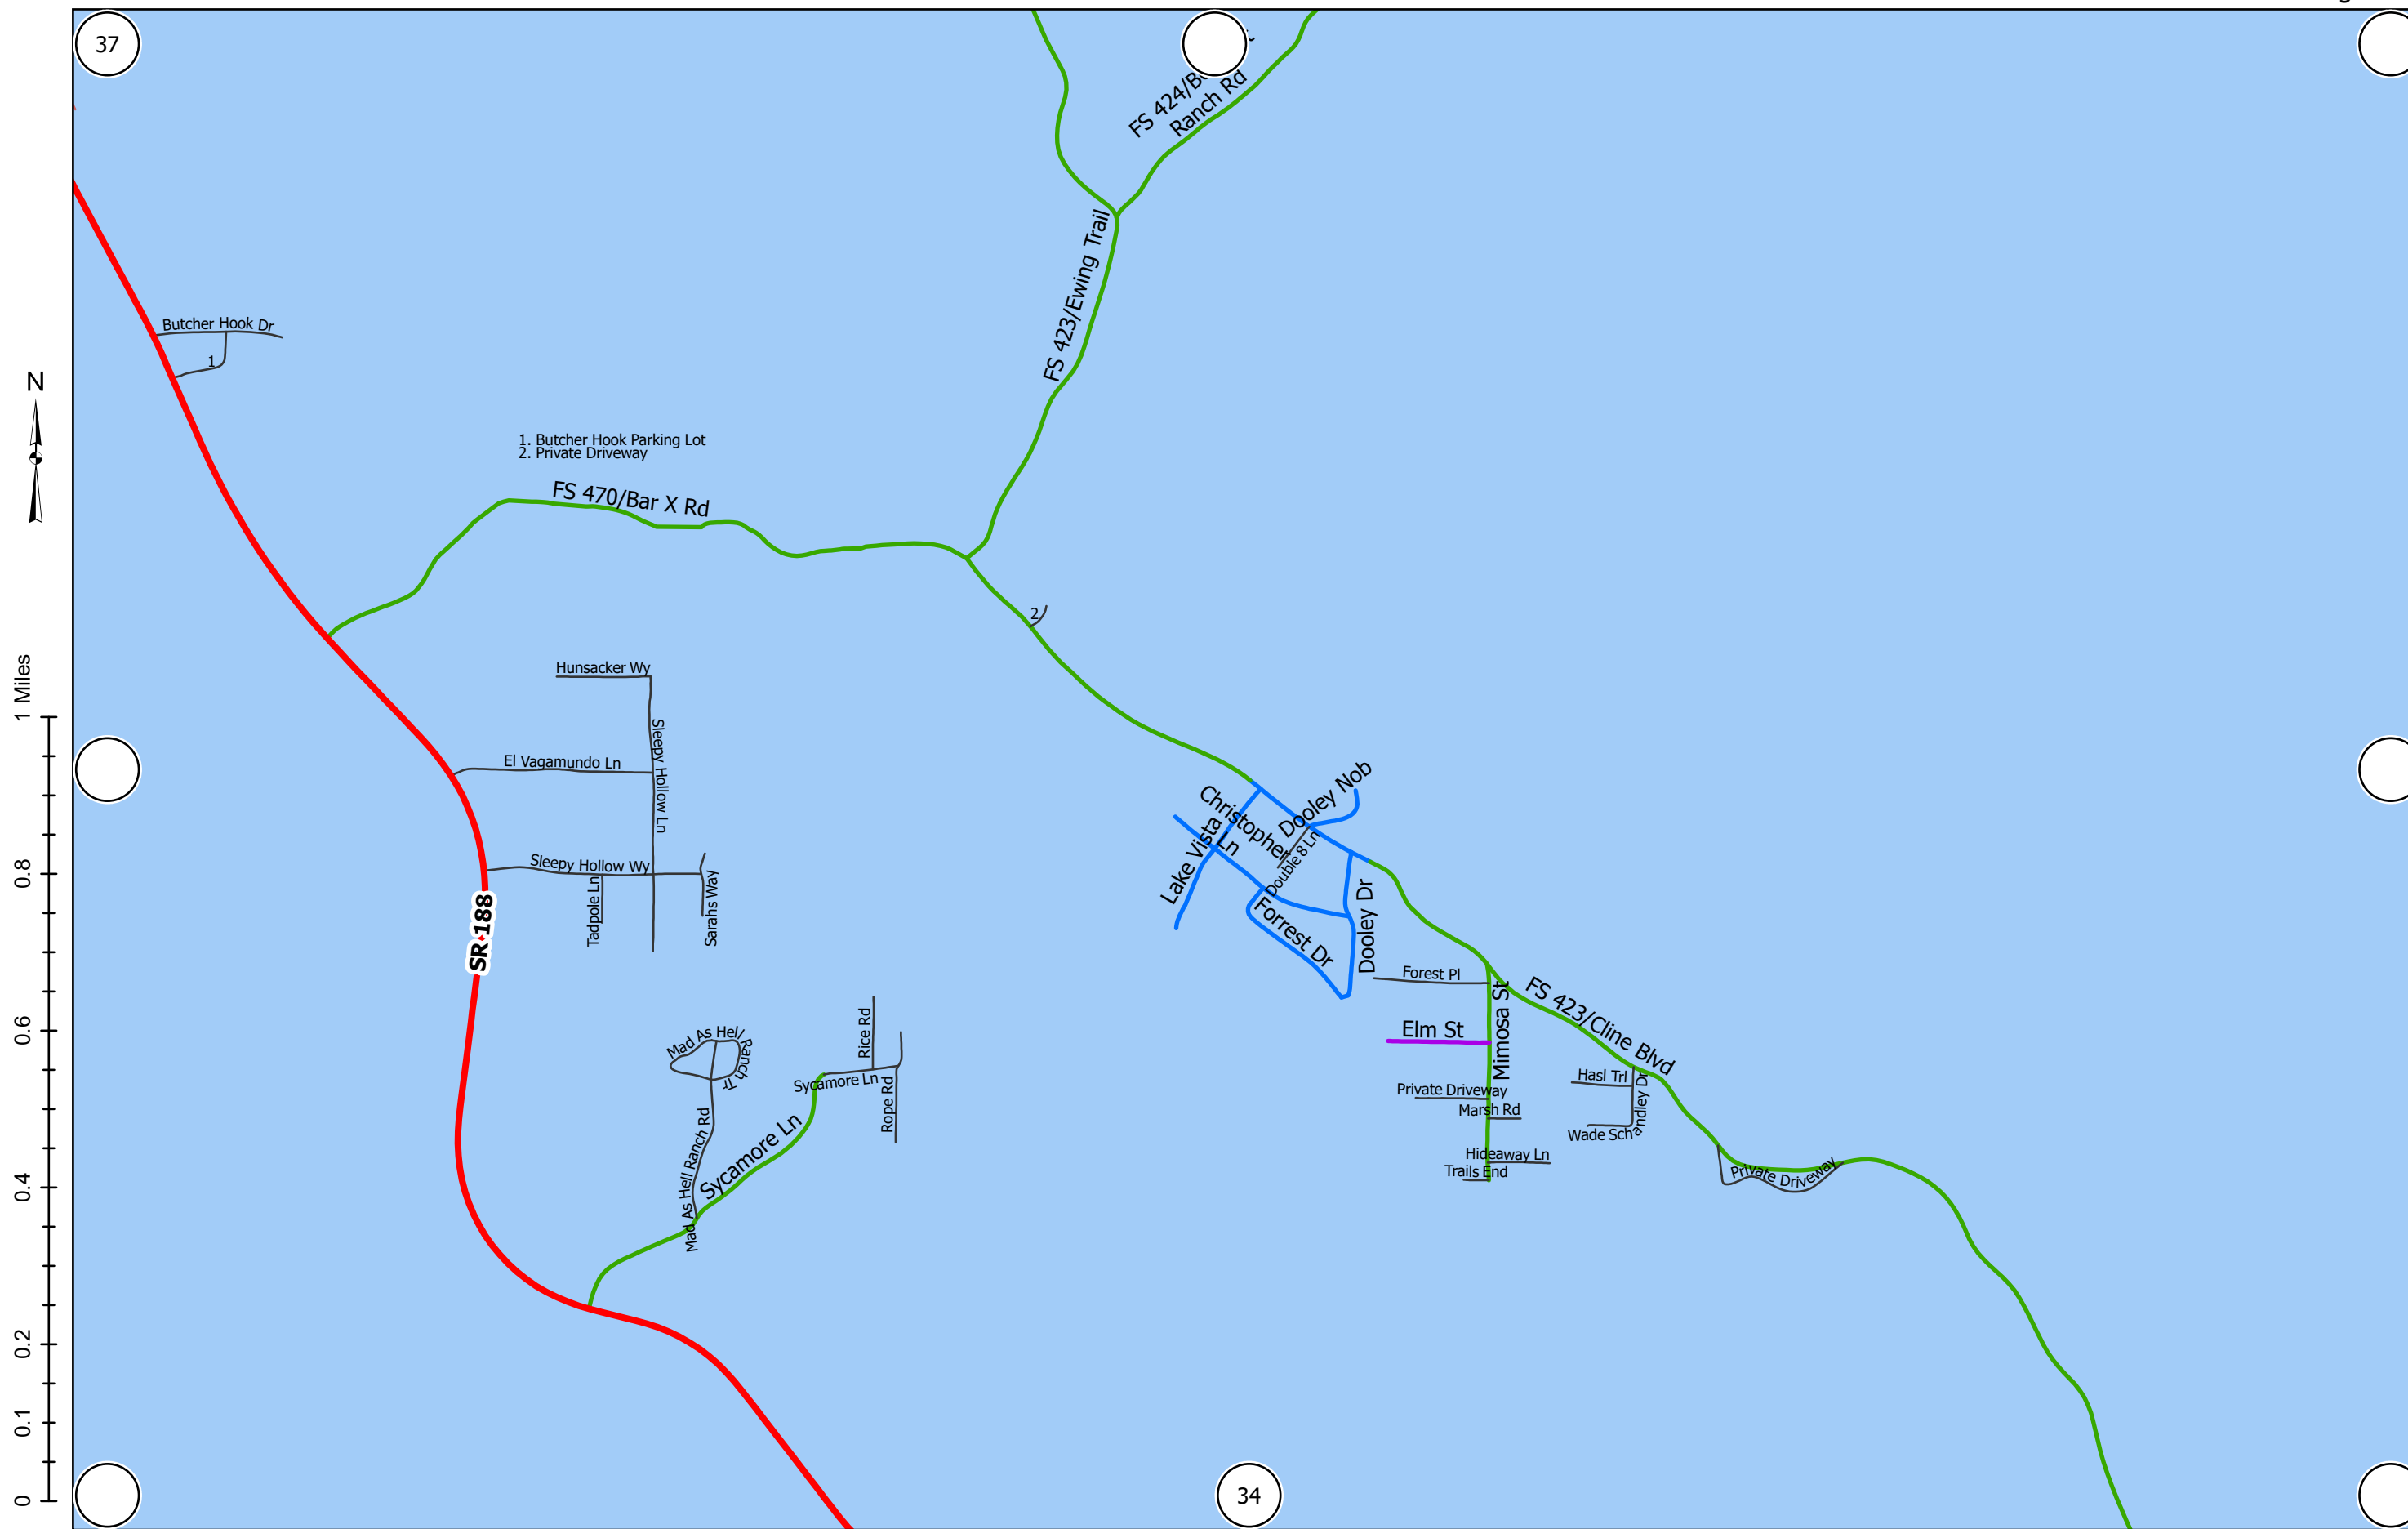 37
FS 424/B
Ranch Rd
FS 423/Ewing Trail
Butcher Hook Dr
1
N
1. Butcher Hook Parking Lot
2. Private Driveway
FS 470/Bar X Rd
2
Hunsacker Wy
Sleepy Hollow Ln
El Vagamundo Ln
Sleepy Hollow Wy
Tadpole Ln
Sarahs Way
SR 188
Christopher Ln
Dooley Nob
Lake Vista
Double 8 Ln
Forrest Dr
Dooley Dr
Forest Pl
Mimosa St
FS 423/Cline Blvd
Elm St
Private Driveway
Marsh Rd
Hasl Trl
Wade Schandley Dr
Hideaway Ln
Trails End
Private Driveway
Rice Rd
Mad As Hell Ranch Tr
Sycamore Ln
Rope Rd
Mad As Hell Ranch Rd
Sycamore Ln
1 Miles
0.8
0.6
0.4
0.2
0.1
0
34